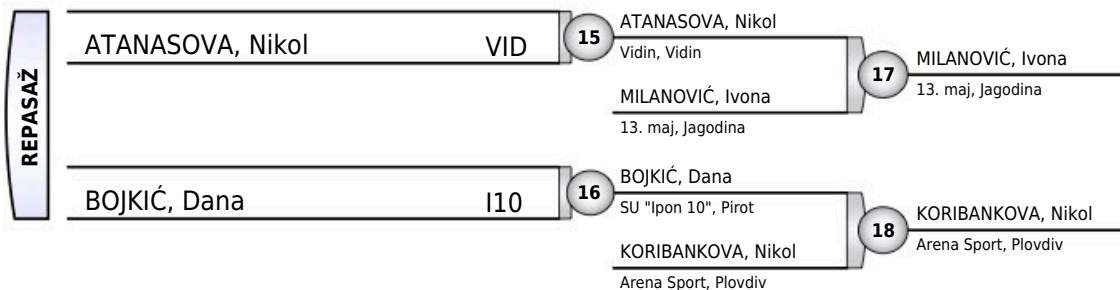 REPASAŽ
ATANASOVA, Nikol VID
15
ATANASOVA, Nikol
Vidin, Vidin
MILANOVIĆ, Ivona
13. maj, Jagodina
17
MILANOVIĆ, Ivona
13. maj, Jagodina
BOJKIĆ, Dana I10
16
BOJKIĆ, Dana
SU "Ipon 10", Pirot
KORIBANKOVA, Nikol
Arena Sport, Plovdiv
18
KORIBANKOVA, Nikol
Arena Sport, Plovdiv